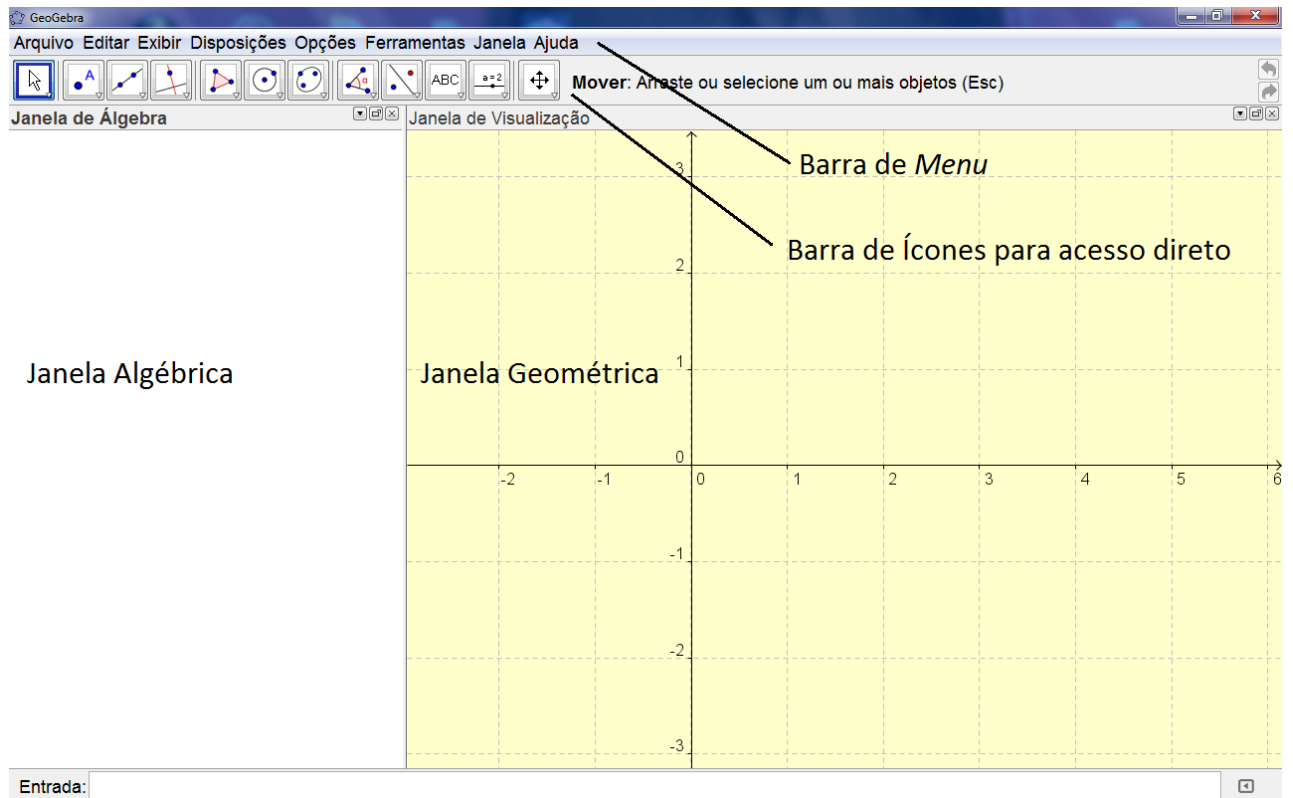 GeoGebra
Arquivo Editar Exibir Disposições Opções Ferramentas Janela Ajuda
A α ABC a=2 Mover: Arraste ou selecione um ou mais objetos (Esc)
Janela de Álgebra Janela de Visualização
3
Barra de Menu
Barra de Ícones para acesso direto
2
1
Janela Algébrica Janela Geométrica
0
-2 -1 0 1 2 3 4 5 6
-1
-2
-3
Entrada: